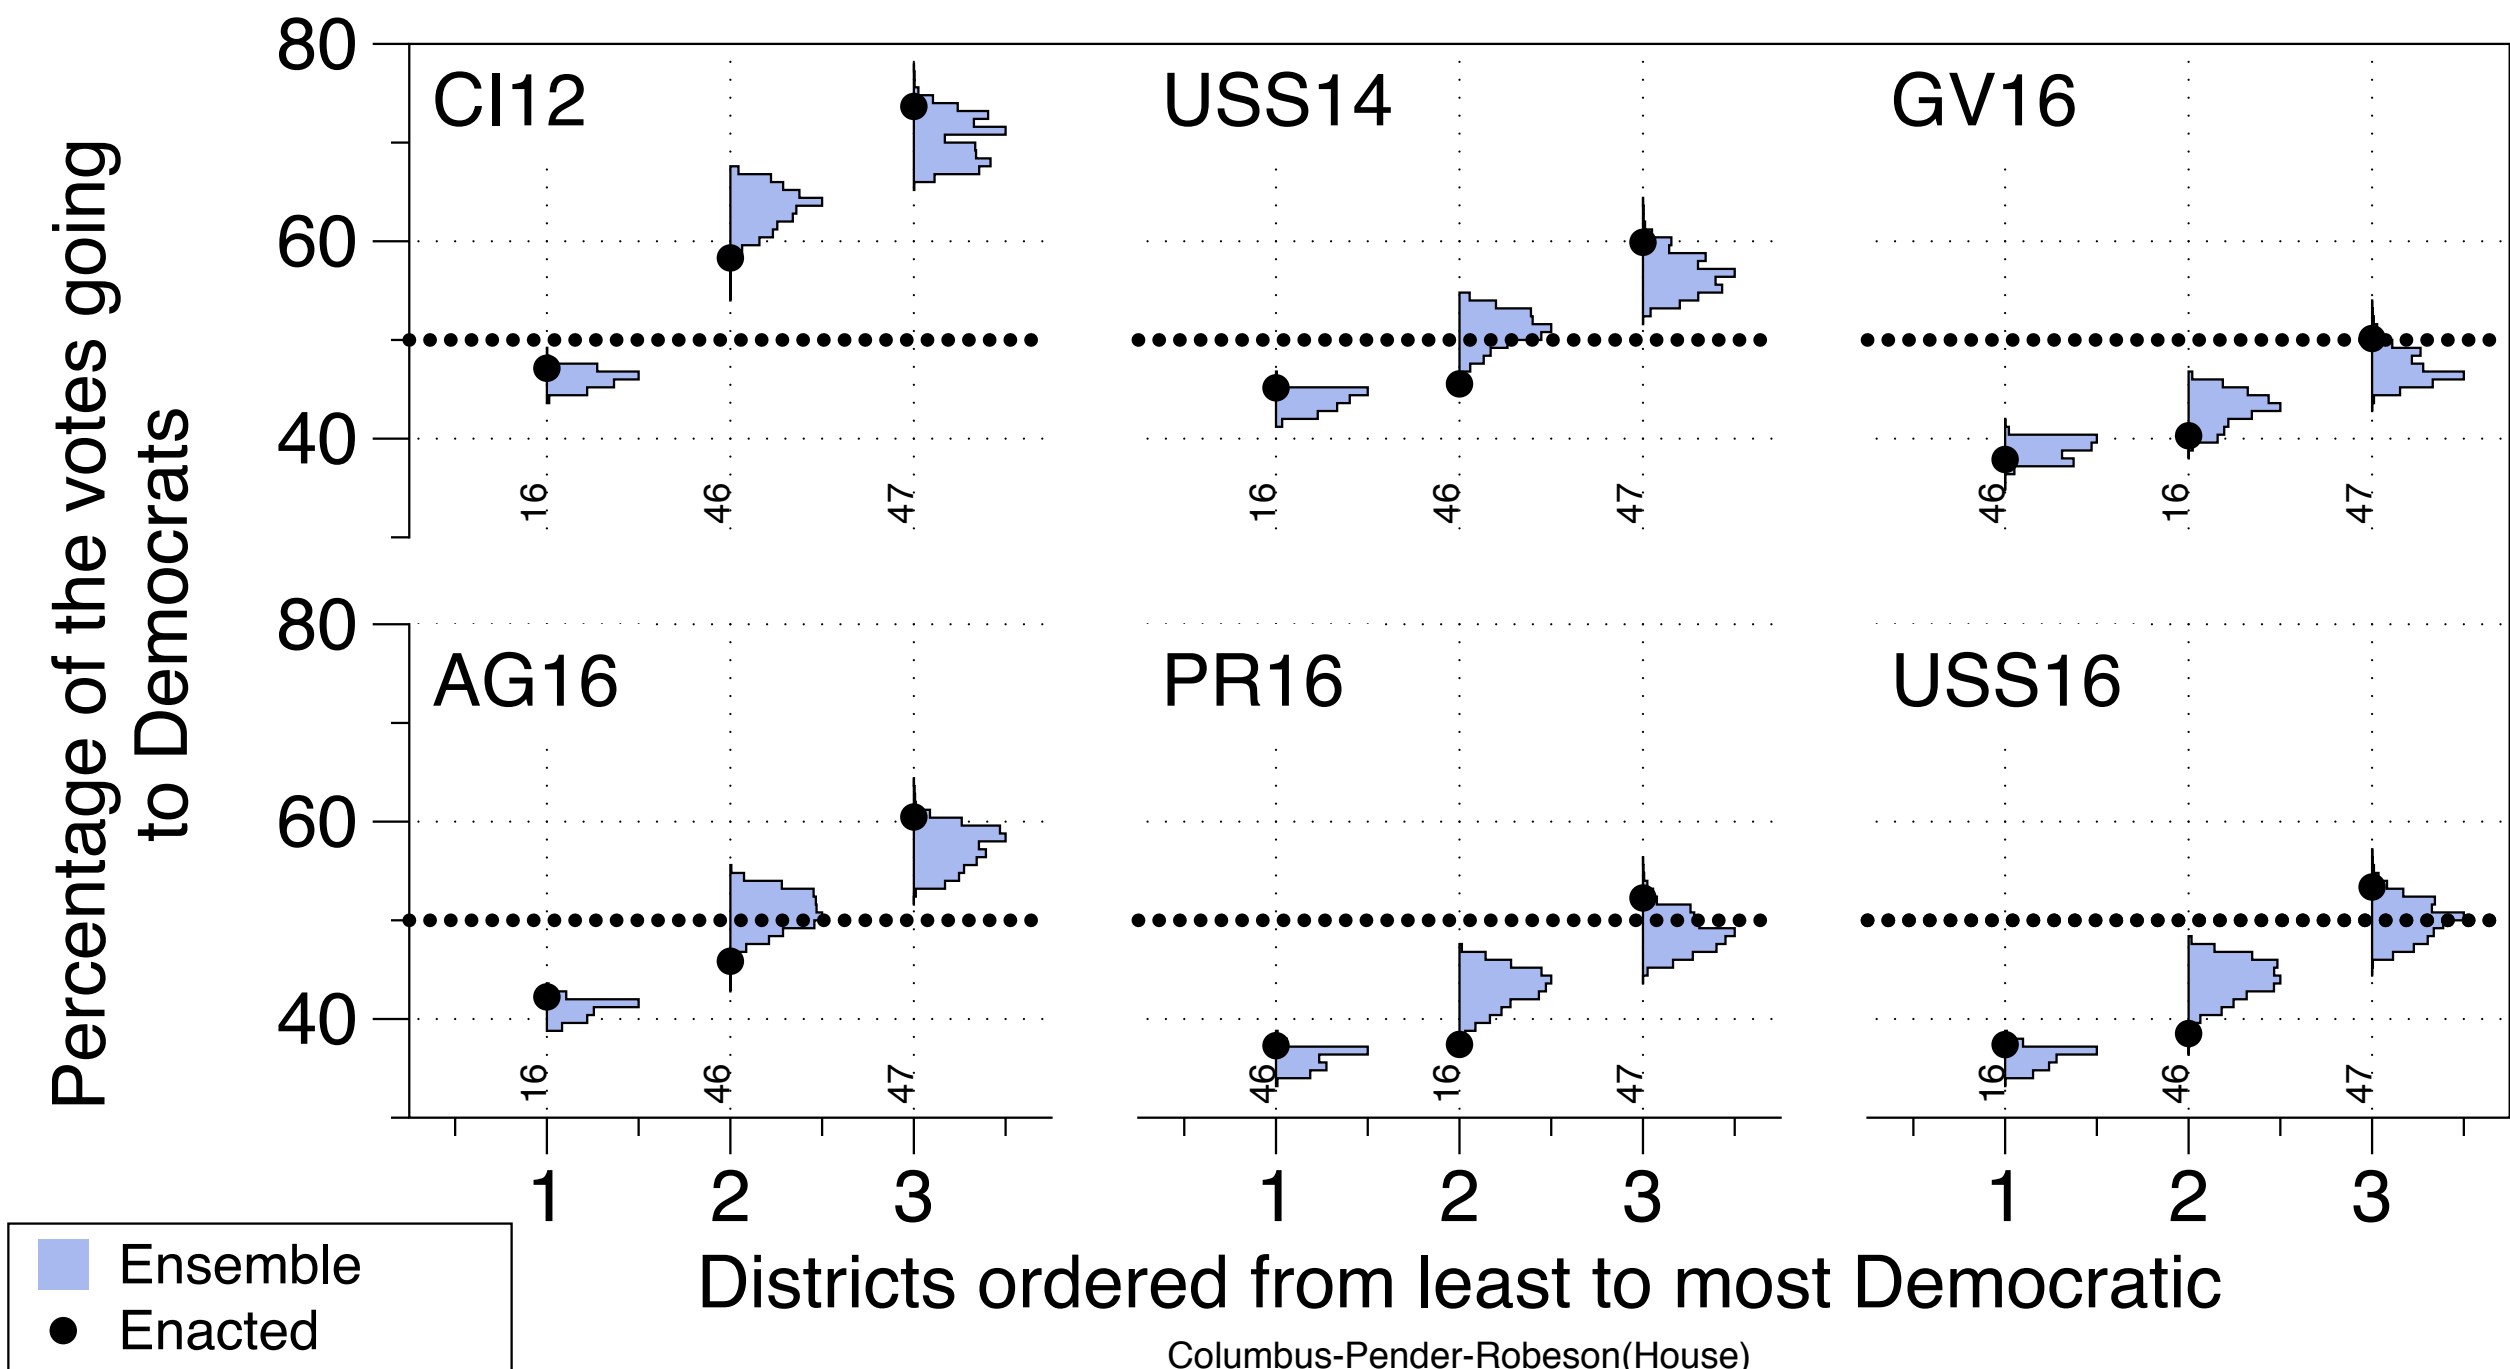 Percentage of the votes going
to Democrats
80
60
40
CI12
16
46
47
USS14
16
46
47
GV16
46
16
47
80
60
40
AG16
16
46
47
PR16
46
16
47
USS16
16
46
47
1 2 3 1 2 3 1 2 3
Districts ordered from least to most Democratic
Ensemble
Enacted
Columbus-Pender-Robeson(House)